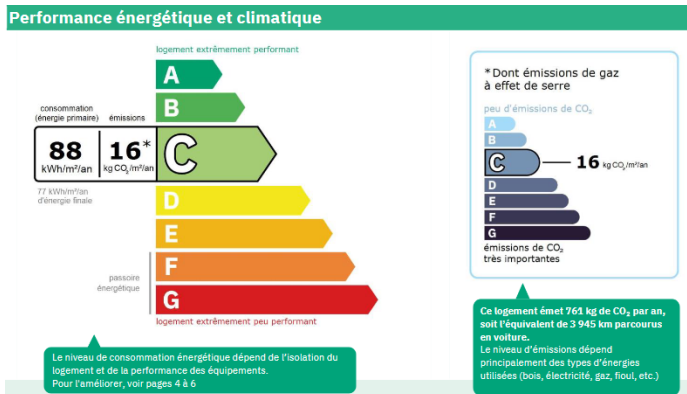 Performance énergétique et climatique
logement extrêmement performant
A
B
consommation
(énergie primaire)
émissions
88
kWh/m²/an
16*
kg CO₂/m²/an
C
77 kWh/m²/an
d'énergie finale
D
E
F
G
passoire
énergétique
logement extrêmement peu performant
Le niveau de consommation énergétique dépend de l'isolation du
logement et de la performance des équipements.
Pour l'améliorer, voir pages 4 à 6
*Dont émissions de gaz
à effet de serre
peu d'émissions de CO₂
A
B
C
16 kg CO₂/m²/an
D
E
F
G
émissions de CO₂
très importantes
Ce logement émet 761 kg de CO₂ par an,
soit l'équivalent de 3 945 km parcourus
en voiture.
Le niveau d'émissions dépend
principalement des types d'énergies
utilisées (bois, électricité, gaz, fioul, etc.)